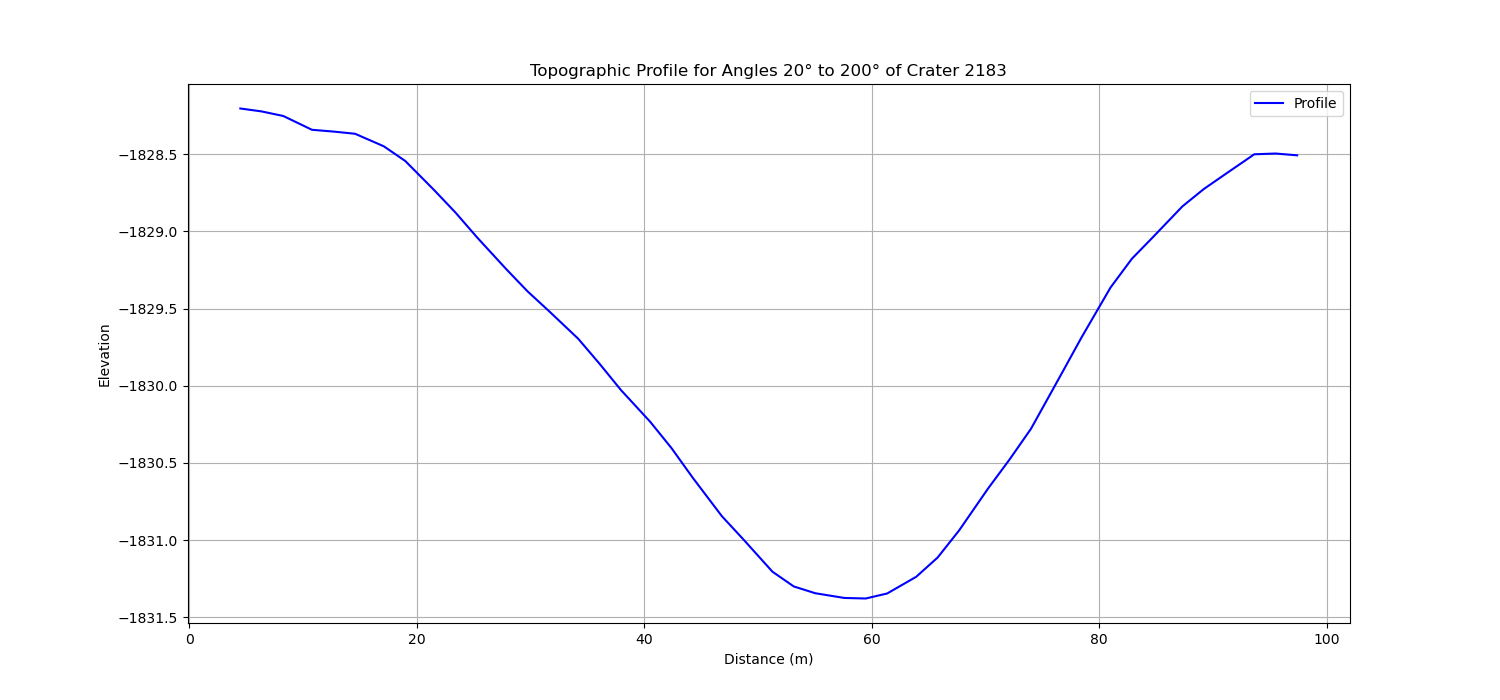 Topographic Profile for Angles 20° to 200° of Crater 2183
Profile
Elevation
−1828.5
−1829.0
−1829.5
−1830.0
−1830.5
−1831.0
−1831.5
0 20 40 60 80 100
Distance (m)